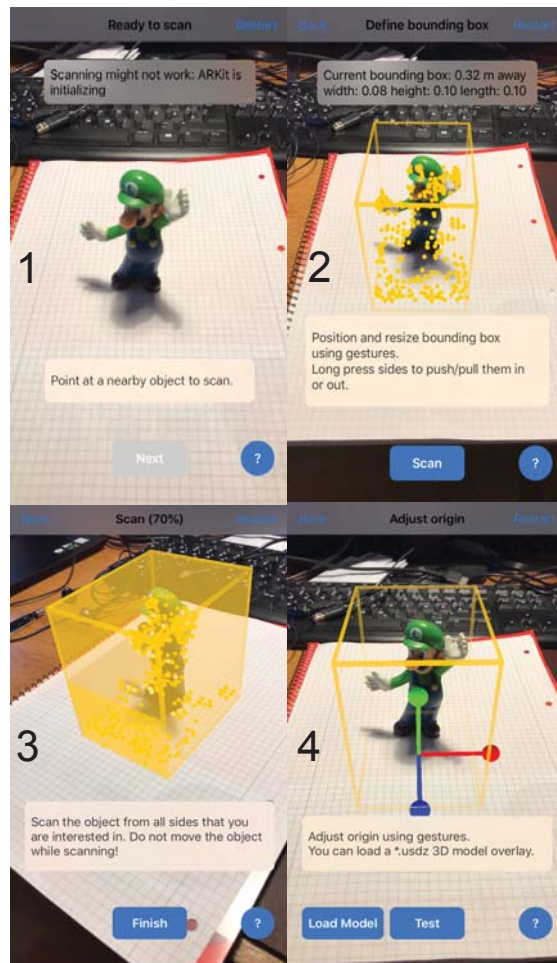 Ready to scan
Restart
Scanning might not work: ARKit is
initializing
1
Point at a nearby object to scan.
Next
?
Back
Define bounding box
Restart
Current bounding box: 0.32 m away
width: 0.08 height: 0.10 length: 0.10
2
Position and resize bounding box
using gestures.
Long press sides to push/pull them in
or out.
Scan
?
Back
Scan (70%)
Restart
3
Scan the object from all sides that you
are interested in. Do not move the object
while scanning!
Finish
?
Back
Adjust origin
Restart
4
Adjust origin using gestures.
You can load a *.usdz 3D model overlay.
Load Model
Test
?